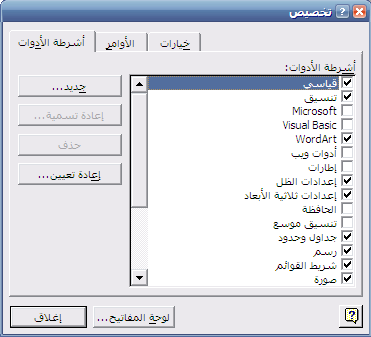 تخصيص
أشرطة الأدوات
الأوامر
خيارات
أشرطة الأدوات:
قياسي
تنسيق
Microsoft
Visual Basic
WordArt
أدوات ويب
إطارات
إعدادات الظل
إعدادات ثلاثية الأبعاد
الحافظة
تنسيق موسع
جداول وحدود
رسم
شريط القوائم
صورة
جديد...
إعادة تسمية...
حذف
إعادة تعيين...
لوحة المفاتيح...
إغلاق